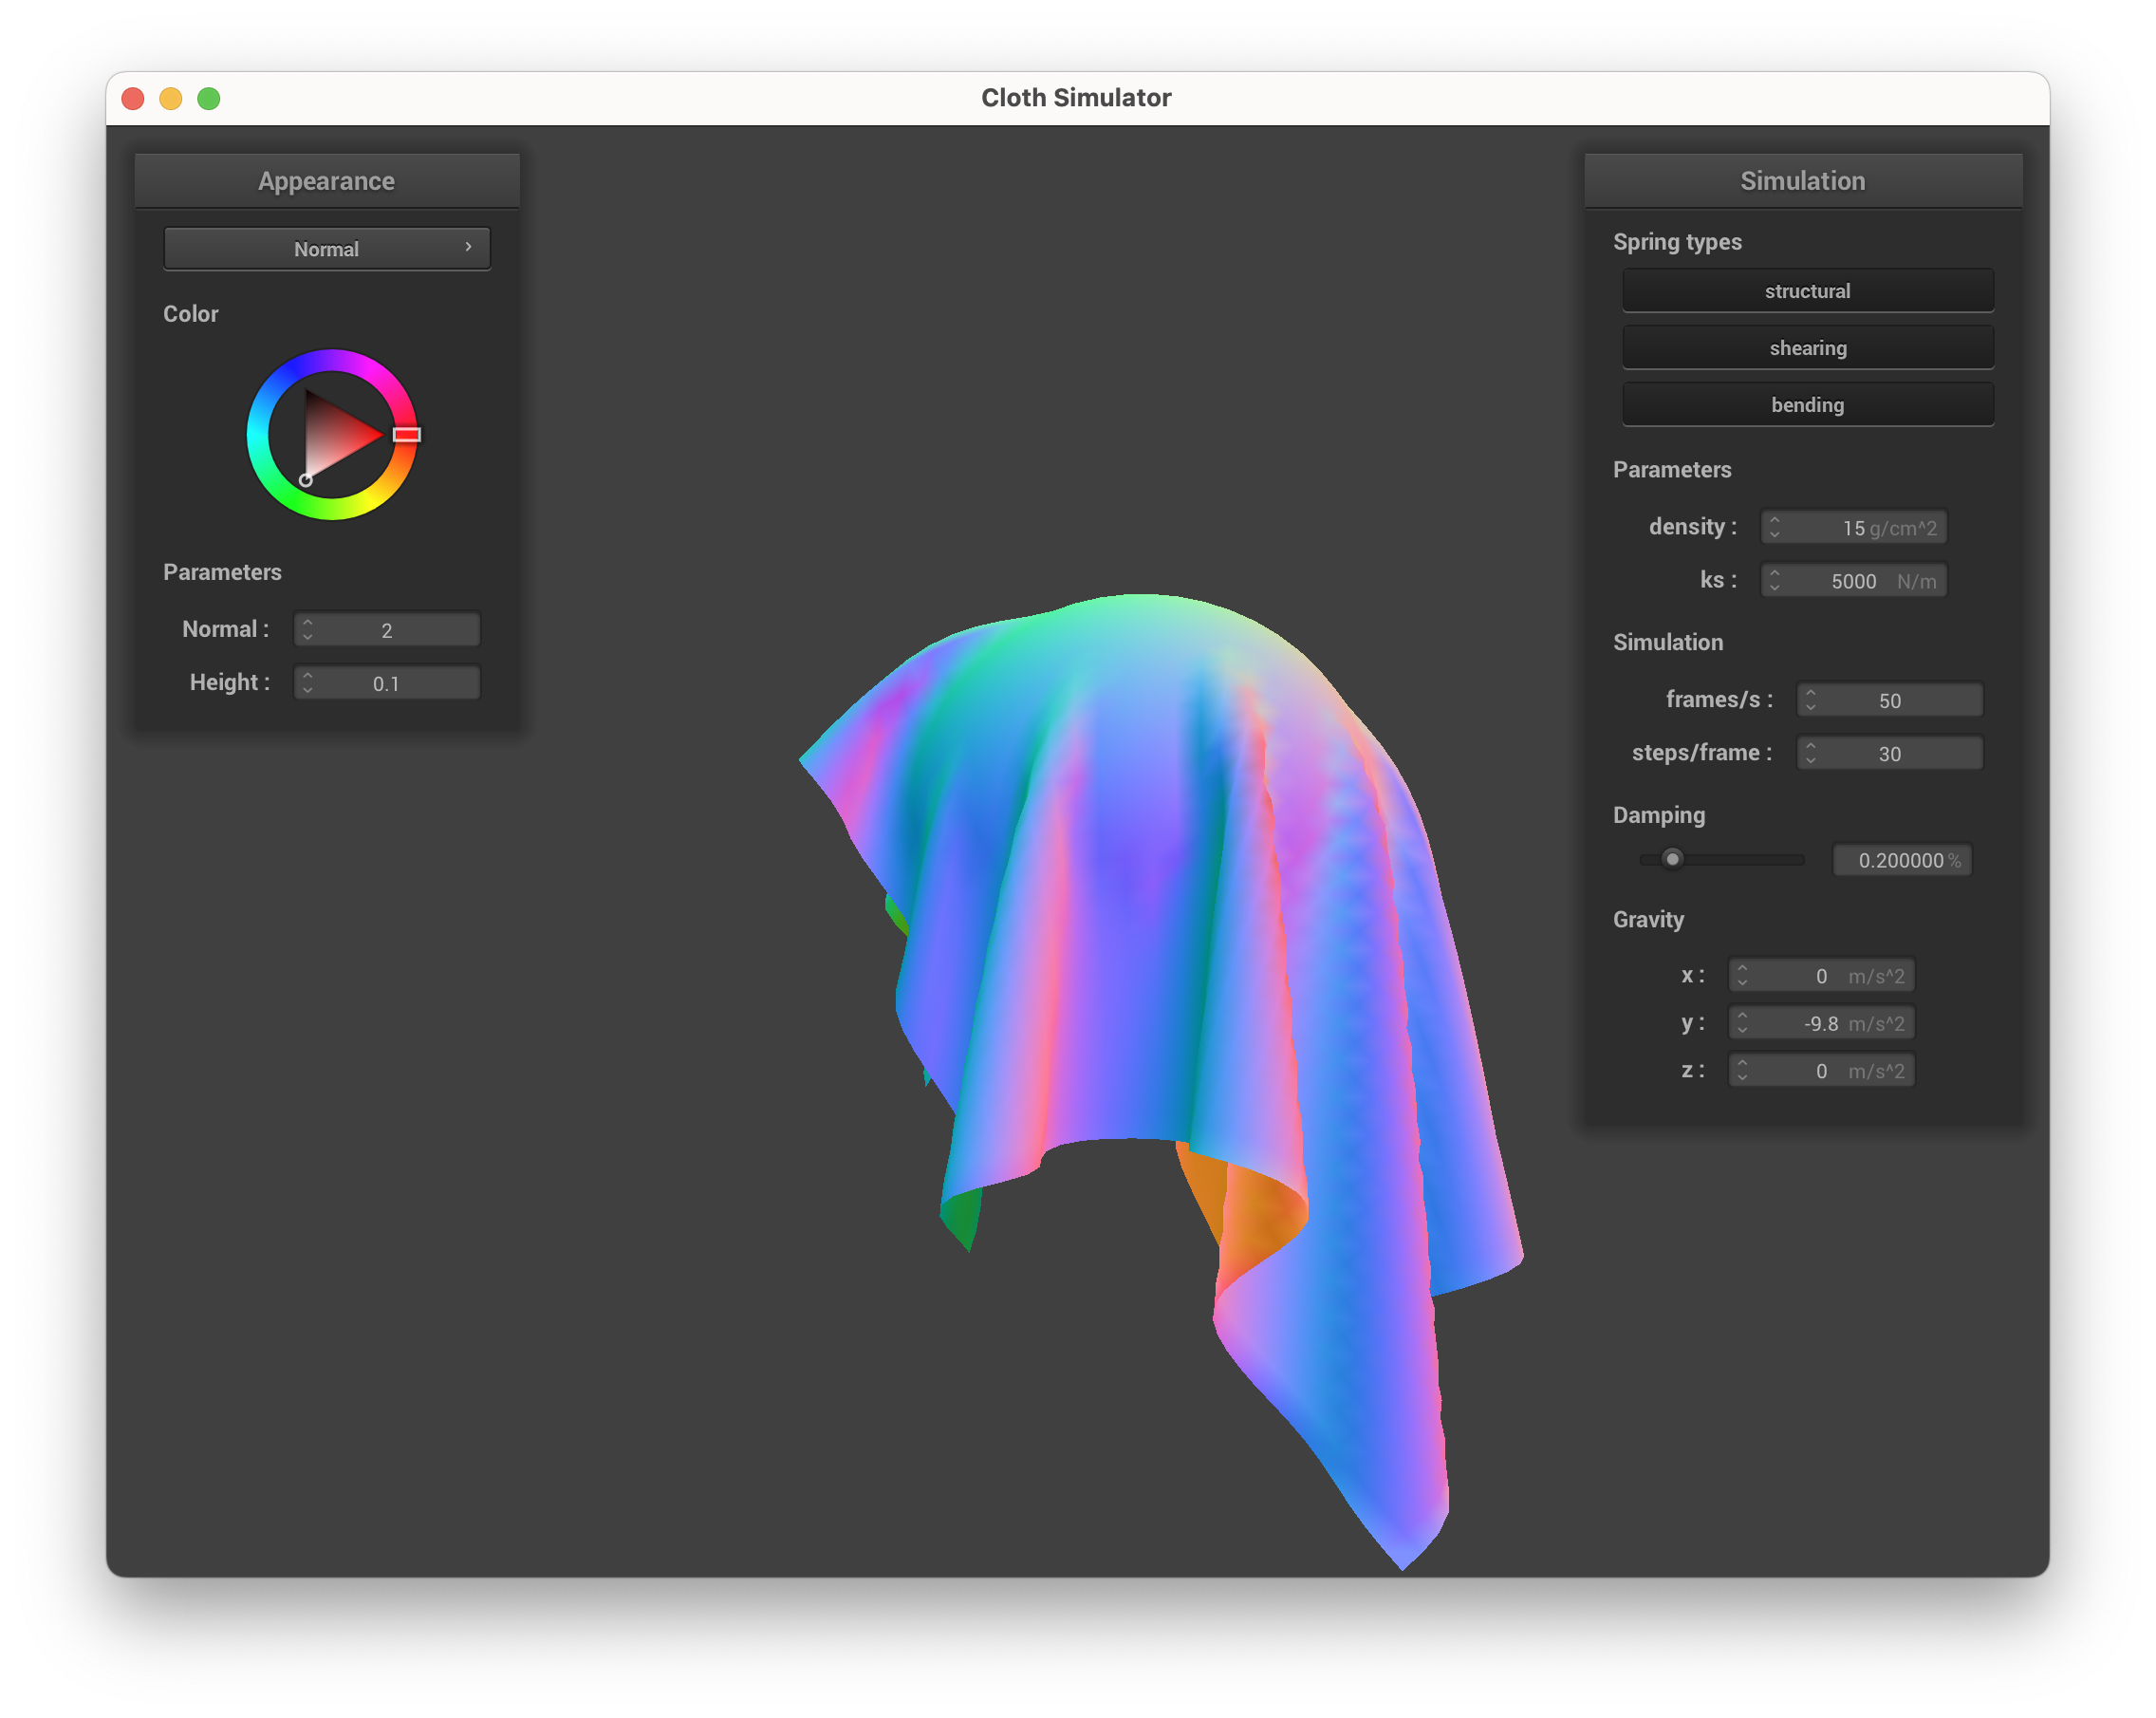 Cloth Simulator
Appearance
Normal
Color
Parameters
Normal : 2
Height : 0.1
Simulation
Spring types
structural
shearing
bending
Parameters
density : 15 g/cm^2
ks : 5000 N/m
Simulation
frames/s : 50
steps/frame : 30
Damping
0.200000 %
Gravity
x : 0 m/s^2
y : -9.8 m/s^2
z : 0 m/s^2